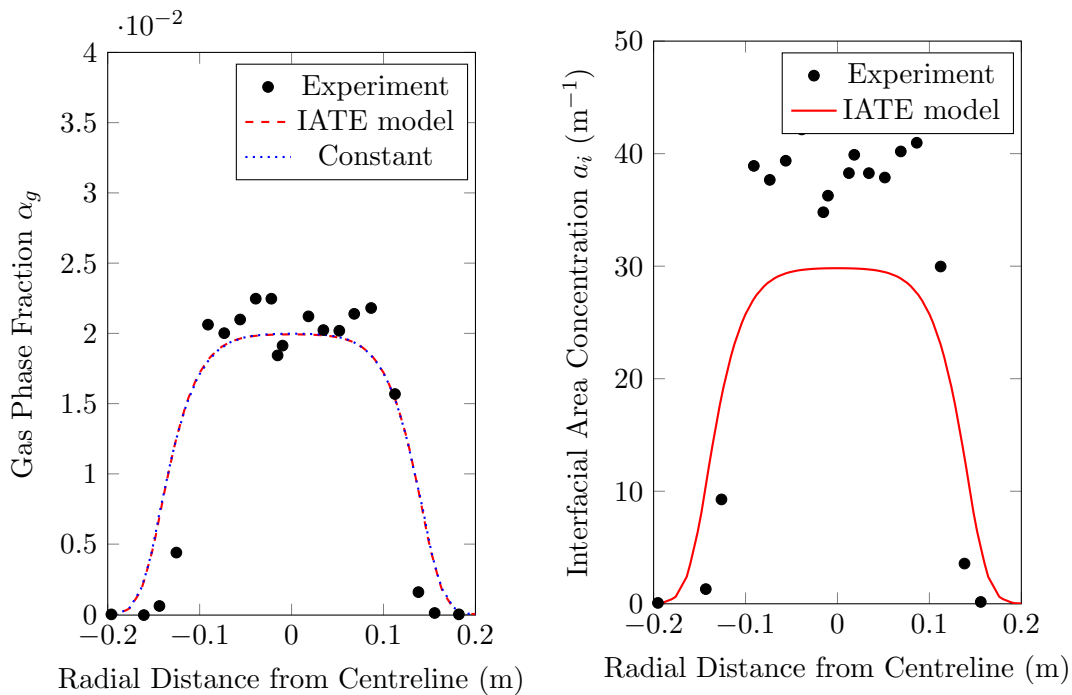 ·10⁻²
4
3.5
3
2.5
2
1.5
1
0.5
0
−0.2
−0.1
0
0.1
0.2
Gas Phase Fraction α_g
Radial Distance from Centreline (m)
Experiment
IATE model
Constant
50
40
30
20
10
0
−0.2
−0.1
0
0.1
0.2
Interfacial Area Concentration a_i (m⁻¹)
Radial Distance from Centreline (m)
Experiment
IATE model